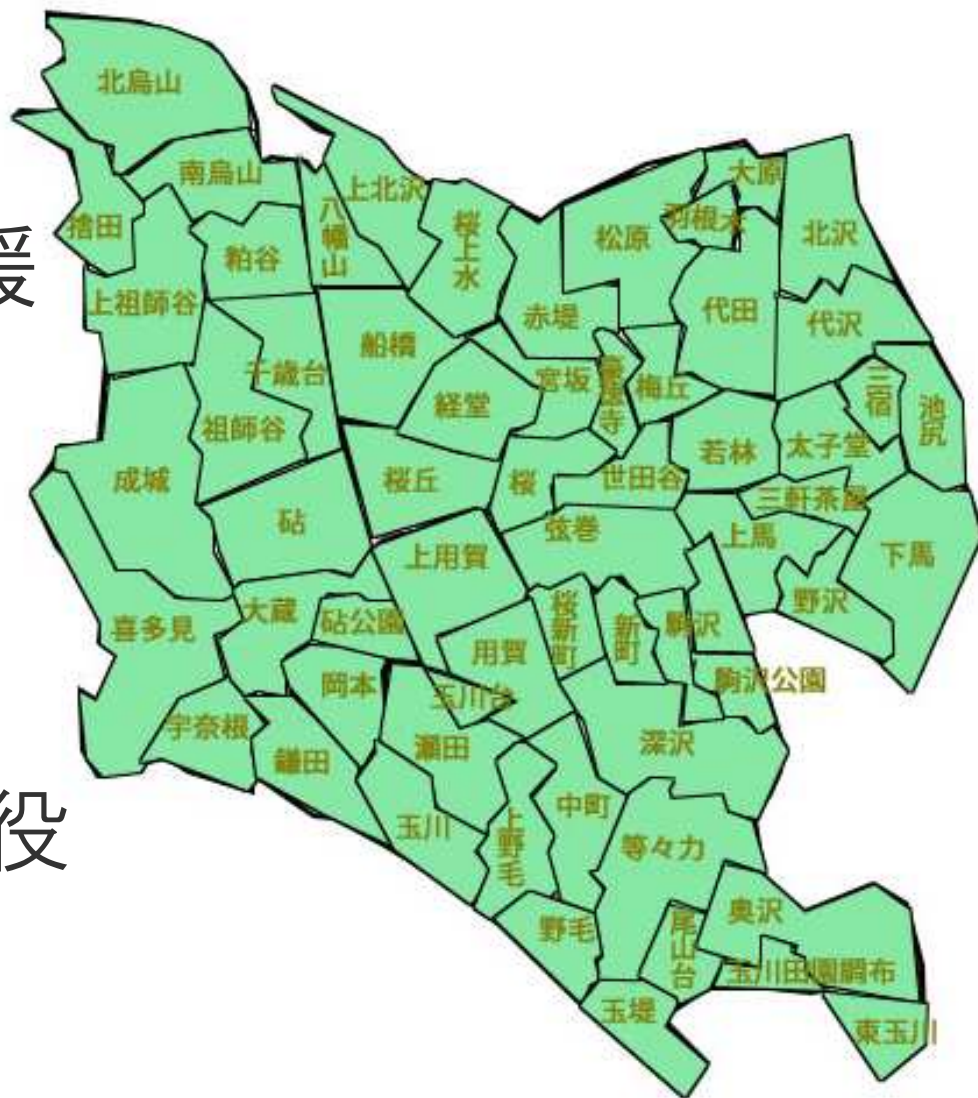 北烏山
南烏山
上北沢
八幡山
桜上水
大原
松原
羽根木
北沢
捨田
粕谷
上祖師谷
援
赤堤
代田
代沢
船橋
千歳台
経堂
宮坂
豪徳寺
梅丘
三宿
池尻
祖師谷
成城
桜丘
桜
世田谷
若林
太子堂
砧
弦巻
三軒茶屋
上馬
下馬
上用賀
喜多見
大蔵
砧公園
用賀
桜新町
新町
駒沢
野沢
岡本
玉川台
駒沢公園
宇奈根
鎌田
瀬田
深沢
役
玉川
上野毛
中町
等々力
野毛
尾山台
奥沢
玉川田園調布
玉堤
東玉川